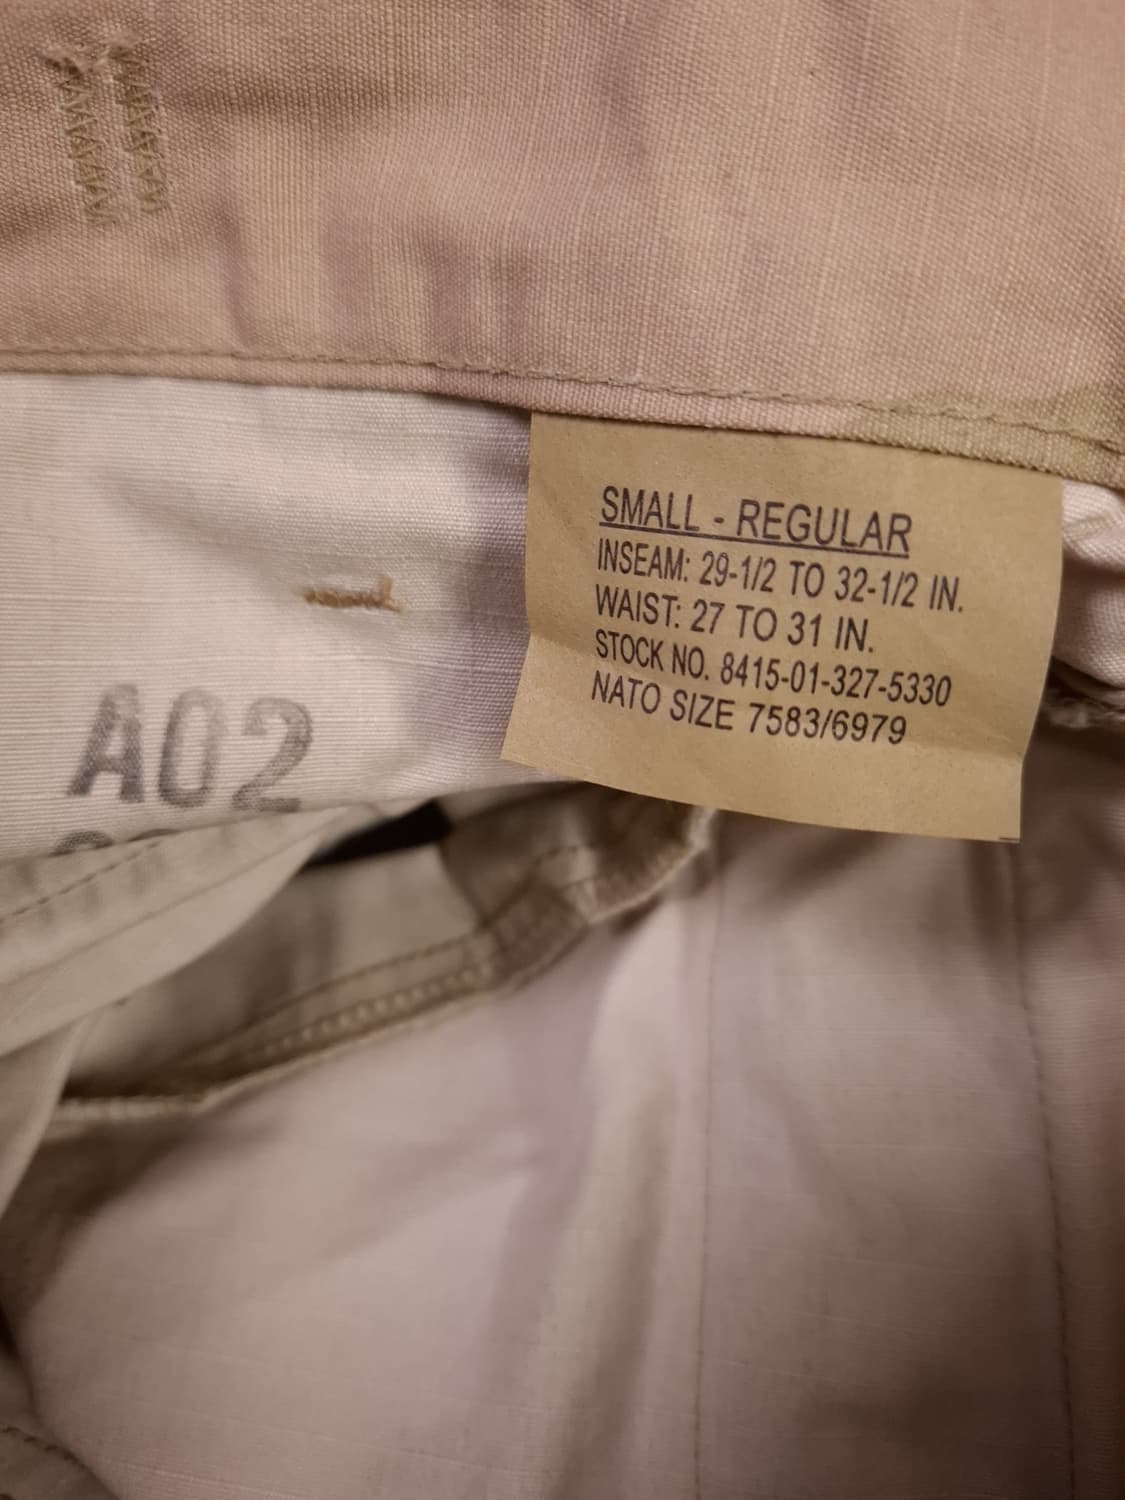 SMALL - REGULAR
INSEAM: 29-1/2 TO 32-1/2 IN.
WAIST: 27 TO 31 IN.
STOCK NO. 8415-01-327-5330
NATO SIZE 7583/6979
A02